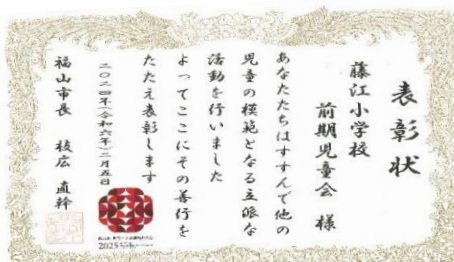 表彰状
藤江小学校
前期児童会 様
あなたたちはすすんで他の
児童の模範となる立派な
活動を行いました
よってここにその善行を
たたえ表彰します
二〇二四年(令和六年)二月五日
福山市長 枝広 直幹
2025